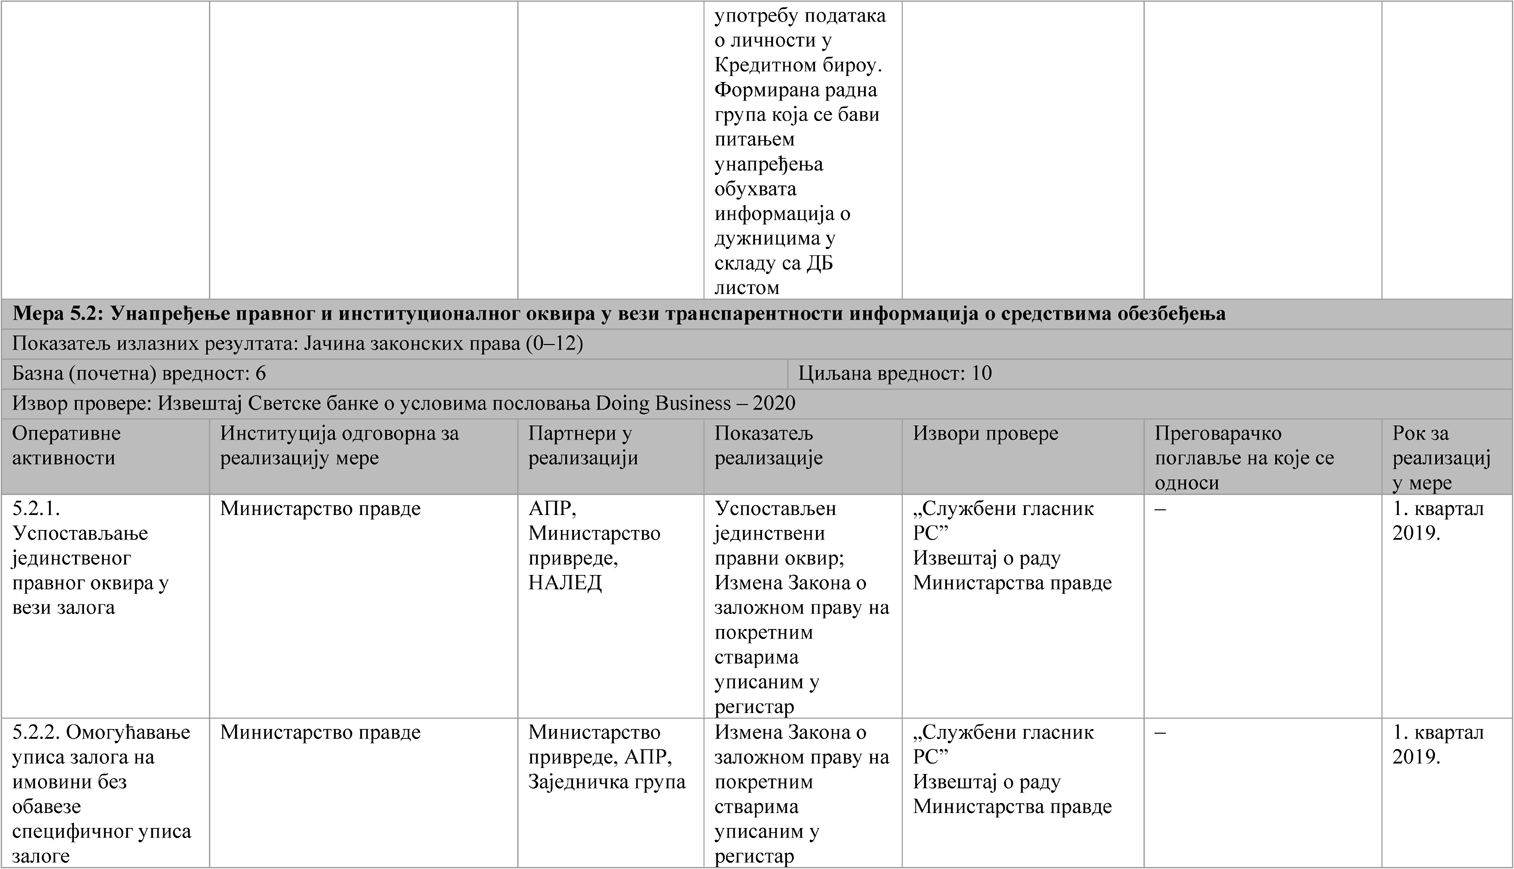 употребу података
о личности у
Кредитном бироу.
Формирана радна
група која се бави
питањем
унапређења
обухвата
информација о
дужницима у
складу са ДБ
листом
Мера 5.2: Унапређење правног и институционалног оквира у вези транспарентности информација о средствима обезбеђења
Показатељ излазних резултата: Јачина законских права (0–12)
Базна (почетна) вредност: 6
Циљана вредност: 10
Извор провере: Извештај Светске банке о условима пословања Doing Business – 2020
Оперативне
активности
Институција одговорна за
реализацију мере
Партнери у
реализацији
Показатељ
реализације
Извори провере
Преговарачко
поглавље на које се
односи
Рок за
реализациј
у мере
5.2.1.
Успостављање
јединственог
правног оквира у
вези залога
Министарство правде
АПР,
Министарство
привреде,
НАЛЕД
Успостављен
јединствени
правни оквир;
Измена Закона о
заложном праву на
покретним
стварима
уписаним у
регистар
„Службени гласник
РС”
Извештај о раду
Министарства правде
–
1. квартал
2019.
5.2.2. Омогућавање
уписа залога на
имовини без
обавезе
специфичног уписа
залоге
Министарство правде
Министарство
привреде, АПР,
Заједничка група
Измена Закона о
заложном праву на
покретним
стварима
уписаним у
регистар
„Службени гласник
РС”
Извештај о раду
Министарства правде
–
1. квартал
2019.